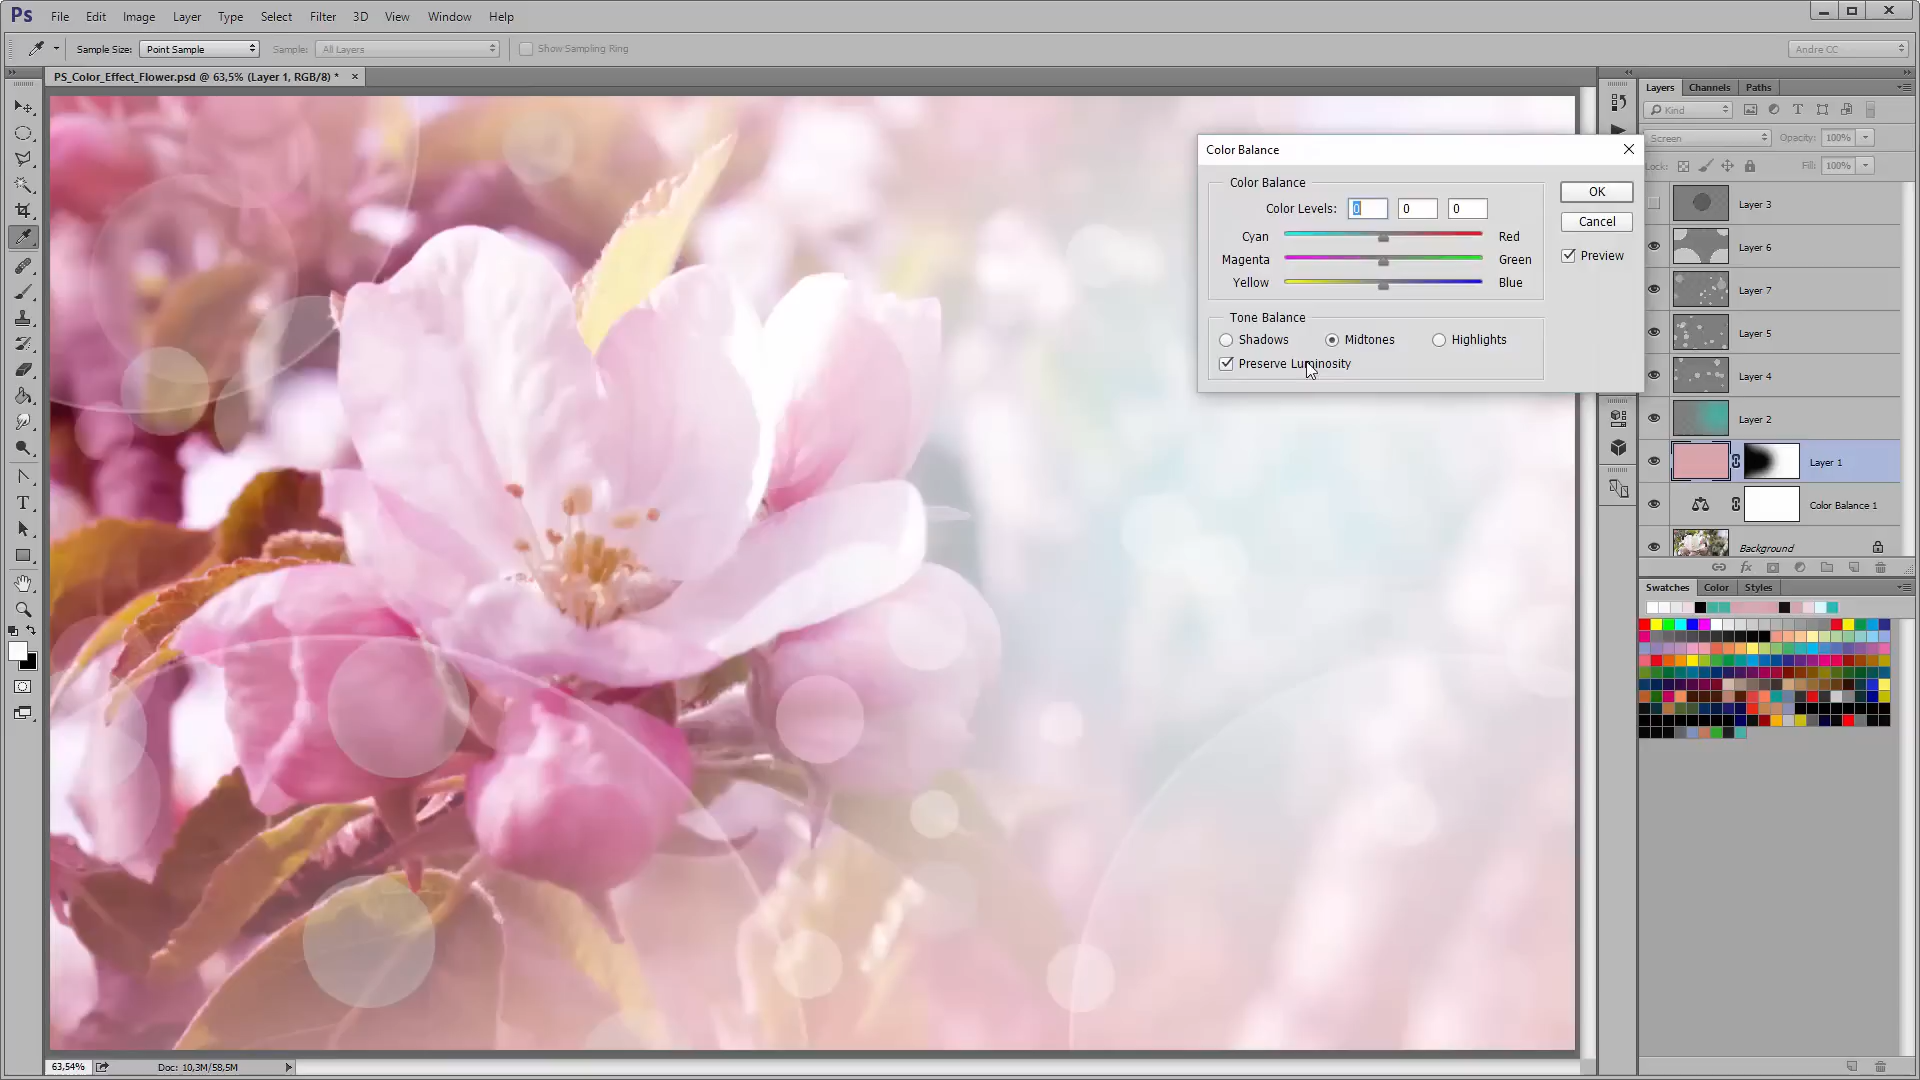 Ps File Edit Image Layer Type Select Filter 3D View Window Help
Sample Size: Point Sample Sample: All Layers Show Sampling Ring Andre CC
PS_Color_Effect_Flower.psd @ 63,5% (Layer 1, RGB/8) *
Color Balance
Color Balance
Color Levels: 0 0 0
Cyan Red
Magenta Green
Yellow Blue
Tone Balance
Shadows Midtones Highlights
Preserve Luminosity
OK
Cancel
Preview
Layers Channels Paths
Kind
Screen Opacity: 100%
Lock: Fill: 100%
Layer 3
Layer 6
Layer 7
Layer 5
Layer 4
Layer 2
Layer 1
Color Balance 1
Background
fx
Swatches Color Styles
63,54% Doc: 10,3M/58,5M